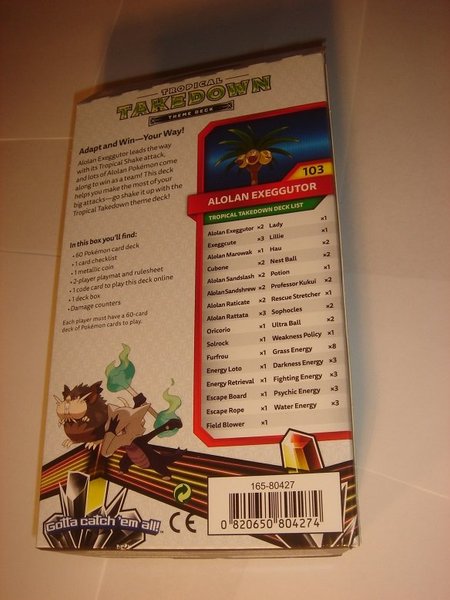 TROPICAL
TAKEDOWN
THEME DECK
Adapt and Win—Your Way!
Alolan Exeggutor leads the way
with its Tropical Shake attack,
and lots of Alolan Pokémon come
along to win as a team! This deck
helps you make the most of your
big attacks—go shake it up with the
Tropical Takedown theme deck!
In this box you'll find:
• 60 Pokémon card deck
• 1 card checklist
• 1 metallic coin
• 2-player playmat and rulesheet
• 1 code card to play this deck online
• 1 deck box
• Damage counters
Each player must have a 60-card
deck of Pokémon cards to play.
103
ALOLAN EXEGGUTOR
TROPICAL TAKEDOWN DECK LIST
Alolan Exeggutor ×2
Exeggcute ×3
Alolan Marowak ×1
Cubone ×2
Alolan Sandslash ×2
Alolan Sandshrew ×2
Alolan Raticate ×2
Alolan Rattata ×3
Oricorio ×1
Solrock ×1
Furfrou ×1
Energy Loto ×1
Energy Retrieval ×1
Escape Board ×1
Escape Rope ×1
Field Blower ×1
Lady ×1
Lillie ×1
Hau ×2
Nest Ball ×2
Potion ×1
Professor Kukui ×2
Rescue Stretcher ×1
Sophocles ×2
Ultra Ball ×2
Weakness Policy ×1
Grass Energy ×8
Darkness Energy ×3
Fighting Energy ×3
Psychic Energy ×3
Water Energy ×3
Gotta catch 'em all!™
CE
165-80427
0 820650 804274